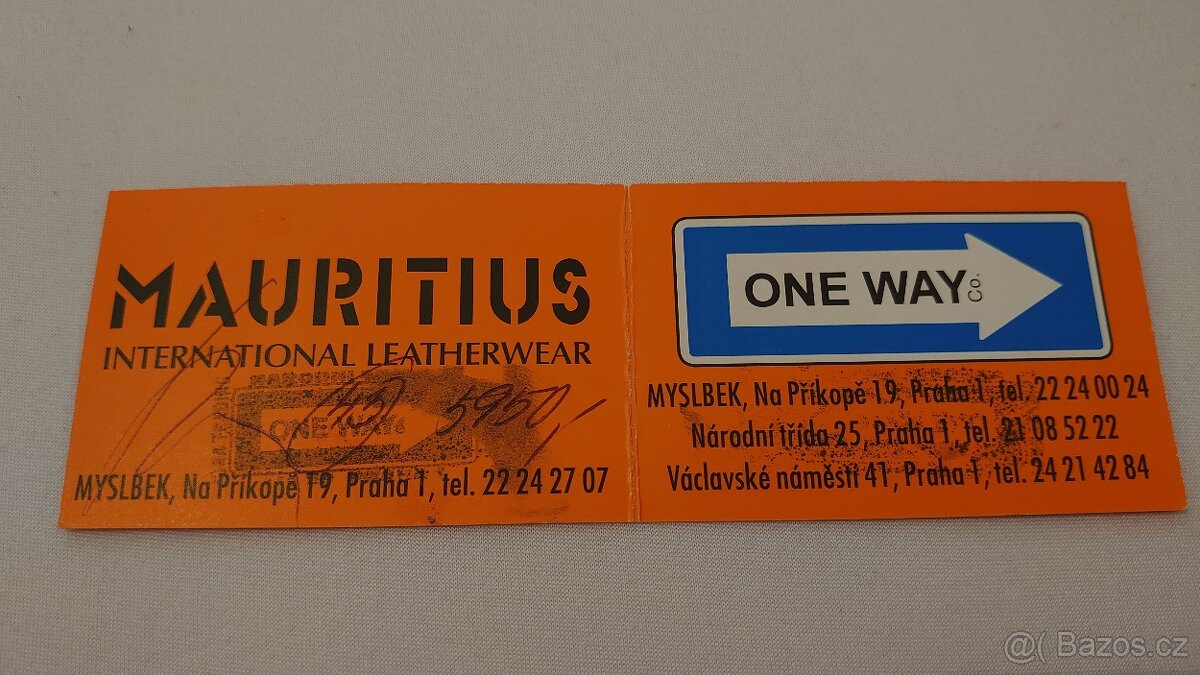 MAURITIUS
INTERNATIONAL LEATHERWEAR
ONE WAY
5950,-
MYSLBEK, Na Příkopě 19, Praha 1, tel. 22 24 27 07
ONE WAY Co.
MYSLBEK, Na Příkopě 19, Praha 1, tel. 22 24 00 24
Národní třída 25, Praha 1, tel. 21 08 52 22
Václavské náměstí 41, Praha 1, tel. 24 21 42 84
@( Bazos.cz